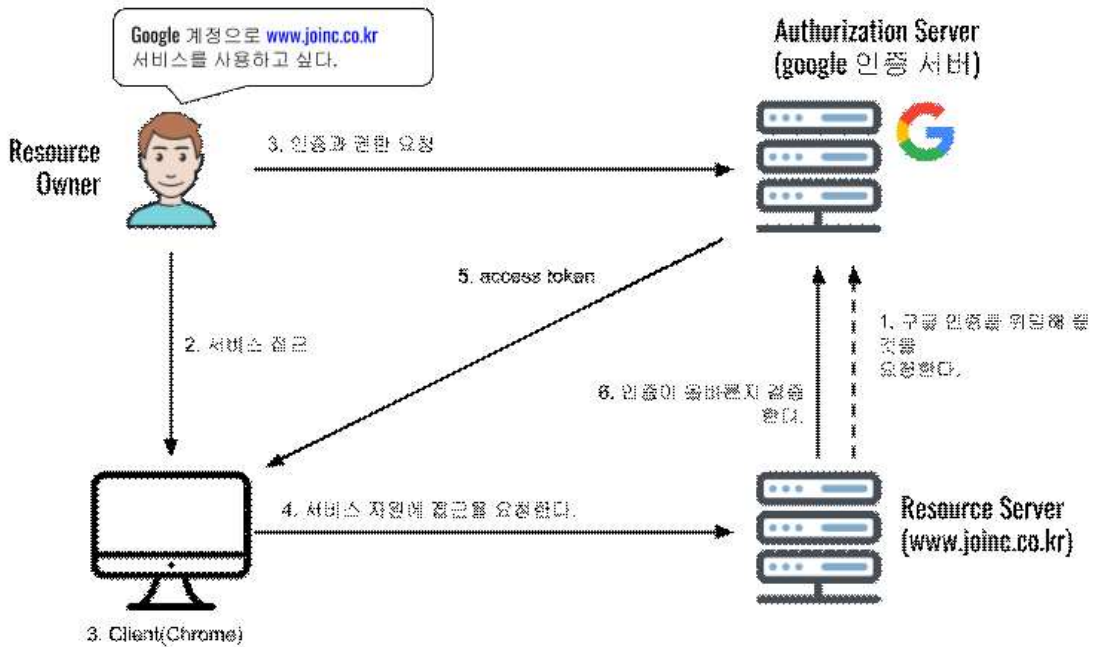 Google 계정으로 www.joinc.co.kr
서비스를 사용하고 싶다.
Authorization Server
(google 인증 서버)
Resource
Owner
3. 인증과 권한 요청
5. access token
2. 서비스 접근
1. 구글 인증을 위임해 줄
것을
요청한다.
6. 인증이 올바른지 검증
한다.
4. 서비스 자원에 접근을 요청한다.
Resource Server
(www.joinc.co.kr)
3. Client(Chrome)